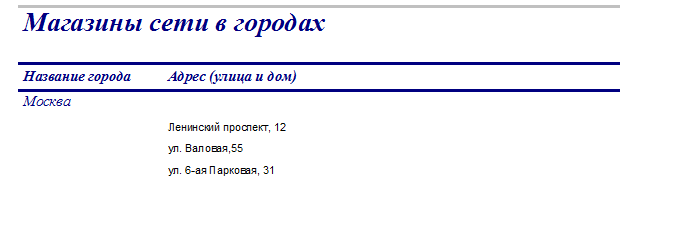 Магазины сети в городах
Название города Адрес (улица и дом)
Москва
Ленинский проспект, 12
ул. Валовая,55
ул. 6-ая Парковая, 31